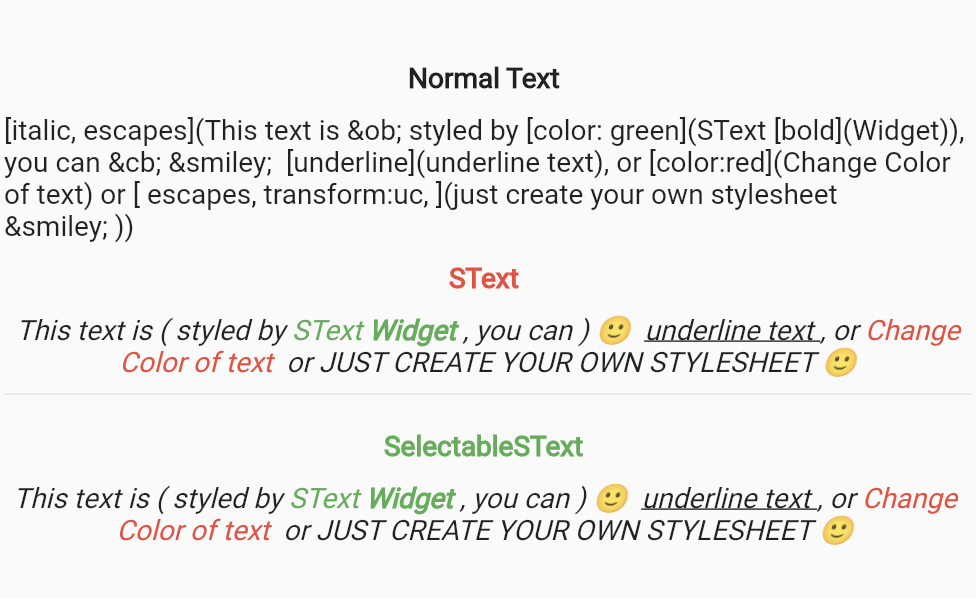 Normal Text
[italic, escapes](This text is &ob; styled by [color: green](SText [bold](Widget)),
you can &cb; &smiley;  [underline](underline text), or [color:red](Change Color
of text) or [ escapes, transform:uc, ](just create your own stylesheet
&smiley; ))
SText
This text is ( styled by SText Widget , you can ) 🙂 underline text , or Change
Color of text or JUST CREATE YOUR OWN STYLESHEET 🙂
SelectableSText
This text is ( styled by SText Widget , you can ) 🙂 underline text , or Change
Color of text or JUST CREATE YOUR OWN STYLESHEET 🙂